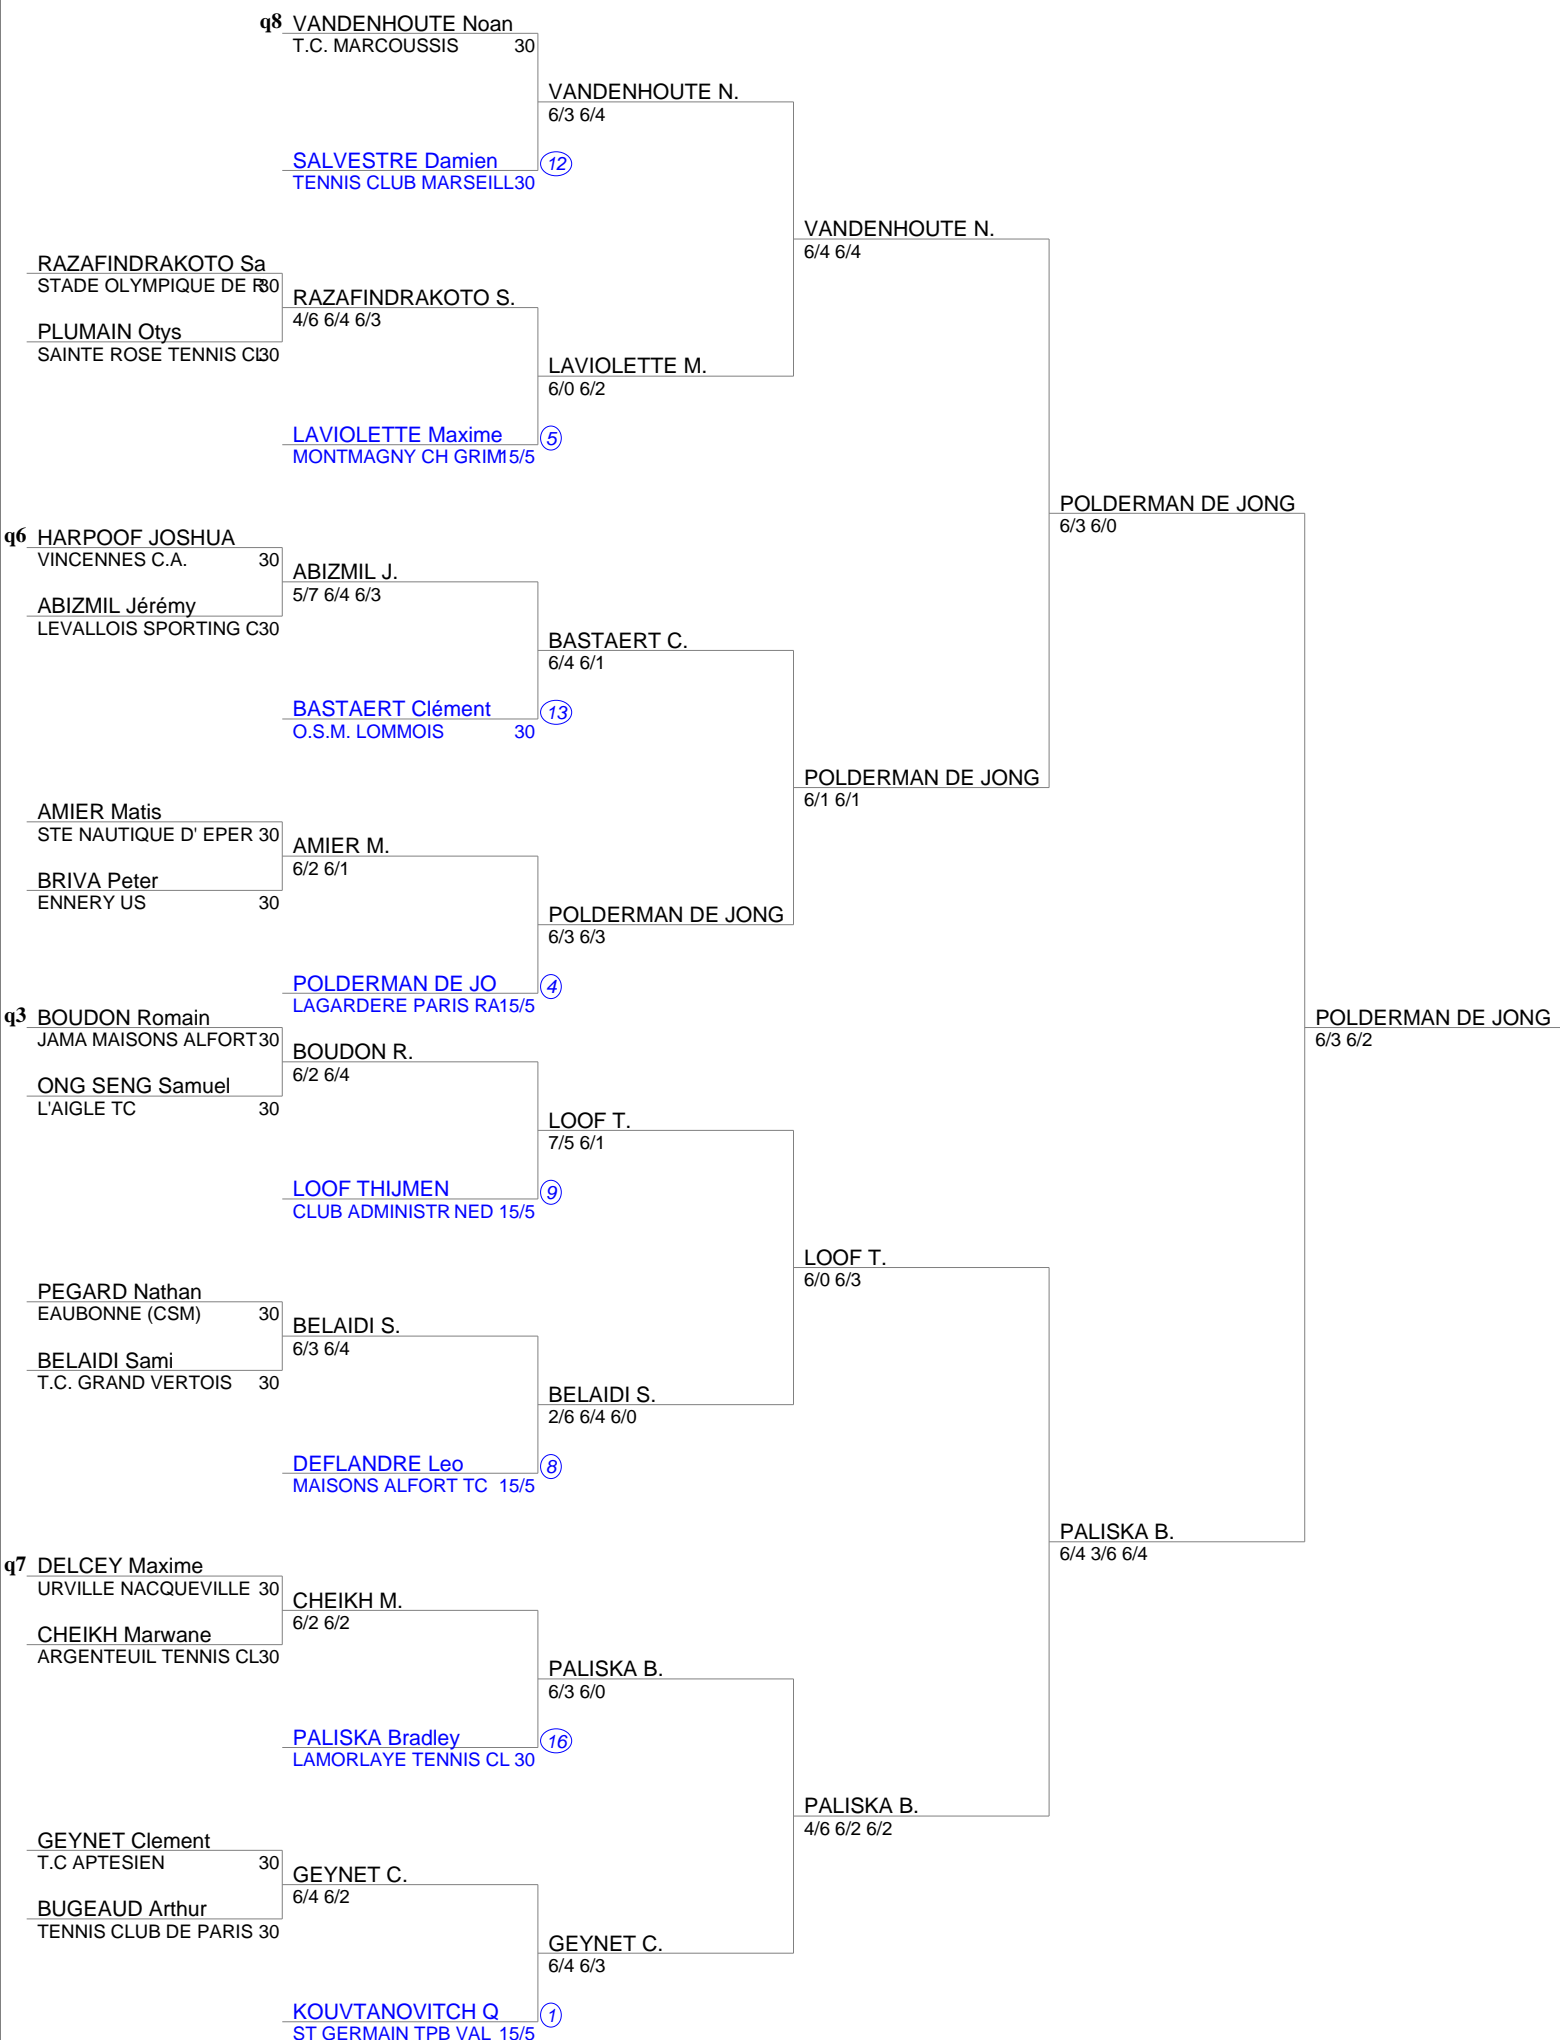 q8 VANDENHOUTE Noan
T.C. MARCOUSSIS 30
VANDENHOUTE N.
6/3 6/4
SALVESTRE Damien 12
TENNIS CLUB MARSEILL30
VANDENHOUTE N.
6/4 6/4
RAZAFINDRAKOTO Sa
STADE OLYMPIQUE DE R30
RAZAFINDRAKOTO S.
4/6 6/4 6/3
PLUMAIN Otys
SAINTE ROSE TENNIS CL30
LAVIOLETTE M.
6/0 6/2
LAVIOLETTE Maxime 5
MONTMAGNY CH GRIM15/5
POLDERMAN DE JONG
6/3 6/0
q6 HARPOOF JOSHUA
VINCENNES C.A. 30
ABIZMIL J.
5/7 6/4 6/3
ABIZMIL Jérémy
LEVALLOIS SPORTING C30
BASTAERT C.
6/4 6/1
BASTAERT Clément 13
O.S.M. LOMMOIS 30
POLDERMAN DE JONG
6/1 6/1
AMIER Matis
STE NAUTIQUE D' EPER 30
AMIER M.
6/2 6/1
BRIVA Peter
ENNERY US 30
POLDERMAN DE JONG
6/3 6/3
POLDERMAN DE JO 4
LAGARDERE PARIS RA15/5
q3 BOUDON Romain
JAMA MAISONS ALFORT30
POLDERMAN DE JONG
6/3 6/2
BOUDON R.
6/2 6/4
ONG SENG Samuel
L'AIGLE TC 30
LOOF T.
7/5 6/1
LOOF THIJMEN 9
CLUB ADMINISTR NED 15/5
LOOF T.
6/0 6/3
PEGARD Nathan
EAUBONNE (CSM) 30
BELAIDI S.
6/3 6/4
BELAIDI Sami
T.C. GRAND VERTOIS 30
BELAIDI S.
2/6 6/4 6/0
DEFLANDRE Leo 8
MAISONS ALFORT TC 15/5
PALISKA B.
6/4 3/6 6/4
q7 DELCEY Maxime
URVILLE NACQUEVILLE 30
CHEIKH M.
6/2 6/2
CHEIKH Marwane
ARGENTEUIL TENNIS CL30
PALISKA B.
6/3 6/0
PALISKA Bradley 16
LAMORLAYE TENNIS CL 30
PALISKA B.
4/6 6/2 6/2
GEYNET Clement
T.C APTESIEN 30
GEYNET C.
6/4 6/2
BUGEAUD Arthur
TENNIS CLUB DE PARIS 30
GEYNET C.
6/4 6/3
KOUVTANOVITCH Q 1
ST GERMAIN TPB VAL 15/5